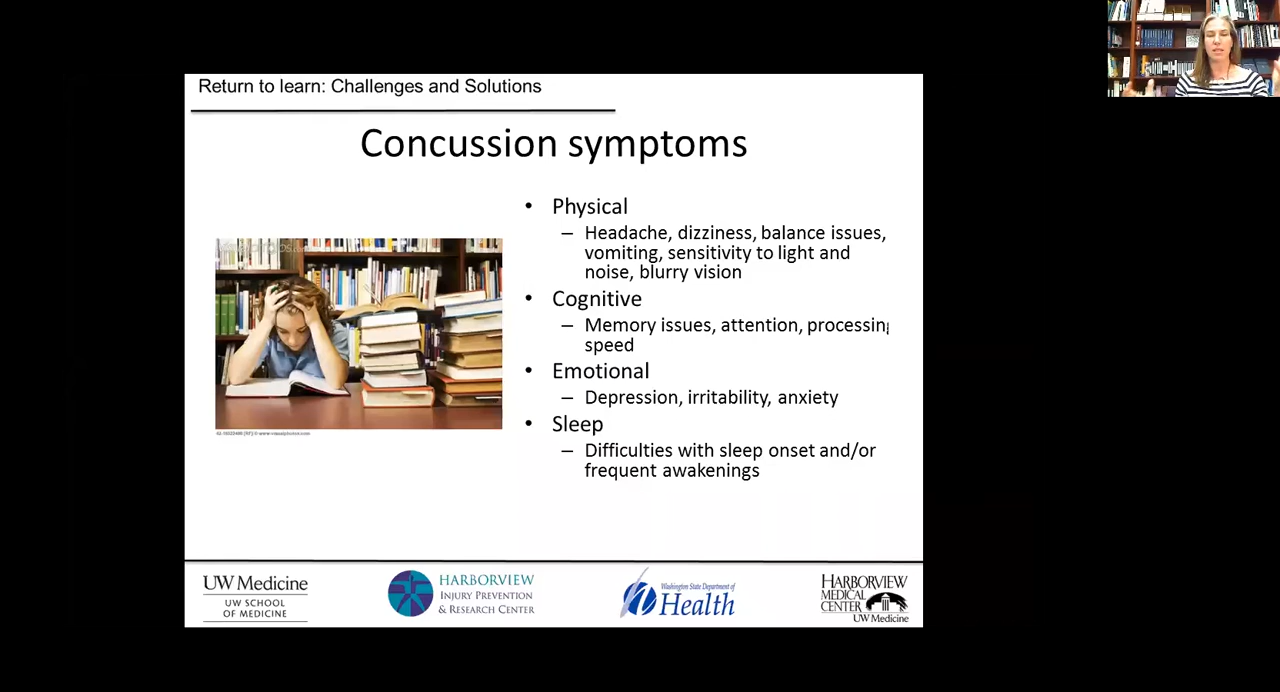 Return to learn: Challenges and Solutions
Concussion symptoms
• Physical
– Headache, dizziness, balance issues,
vomiting, sensitivity to light and
noise, blurry vision
• Cognitive
– Memory issues, attention, processing
speed
• Emotional
– Depression, irritability, anxiety
• Sleep
– Difficulties with sleep onset and/or
frequent awakenings
UW Medicine
UW SCHOOL
OF MEDICINE
HARBORVIEW
INJURY PREVENTION
& RESEARCH CENTER
Washington State Department of
Health
HARBORVIEW
MEDICAL
CENTER
UW Medicine